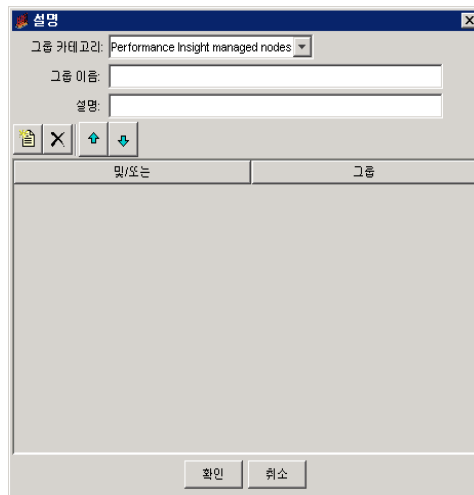 설명
그룹 카테고리: Performance Insight managed nodes
그룹 이름:
설명:
및/또는 그룹
확인 취소